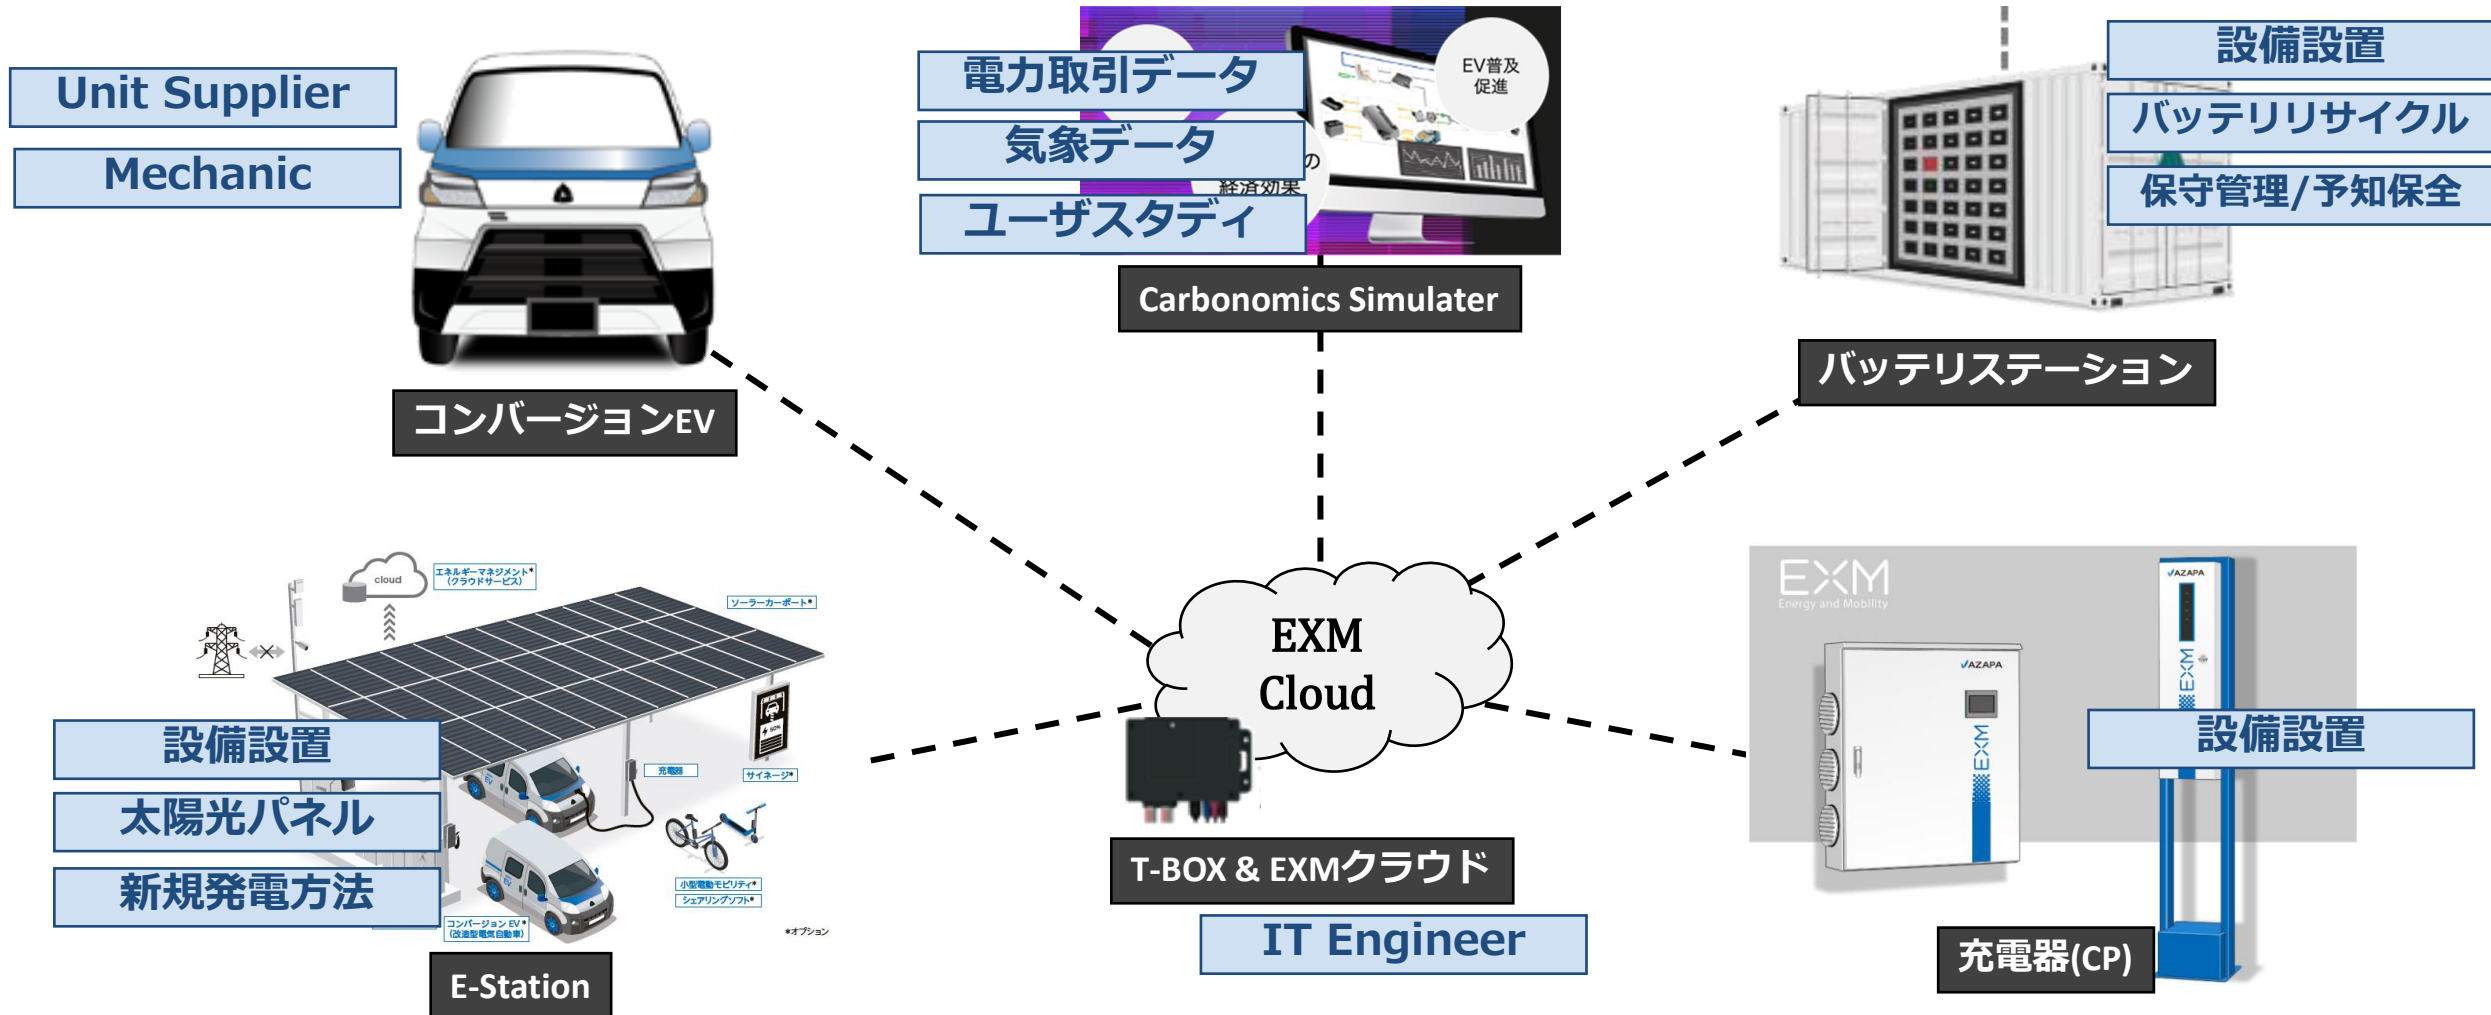 Unit Supplier
Mechanic
コンバージョンEV
電力取引データ
気象データ
ユーザスタディ
EV普及
促進
の
経済効果
Carbonomics Simulater
設備設置
バッテリリサイクル
保守管理/予知保全
バッテリステーション
cloud
エネルギーマネジメント*
(クラウドサービス)
ソーラーカーポート*
設備設置
太陽光パネル
新規発電方法
EV
50%
充電器
サイネージ*
小型電動モビリティ*
シェアリングソフト*
EV
コンバージョン EV*
(改造型電気自動車)
*オプション
E-Station
EXM
Cloud
T-BOX & EXMクラウド
IT Engineer
EXM
Energy and Mobility
AZAPA
EXM
AZAPA
EXM
設備設置
充電器(CP)